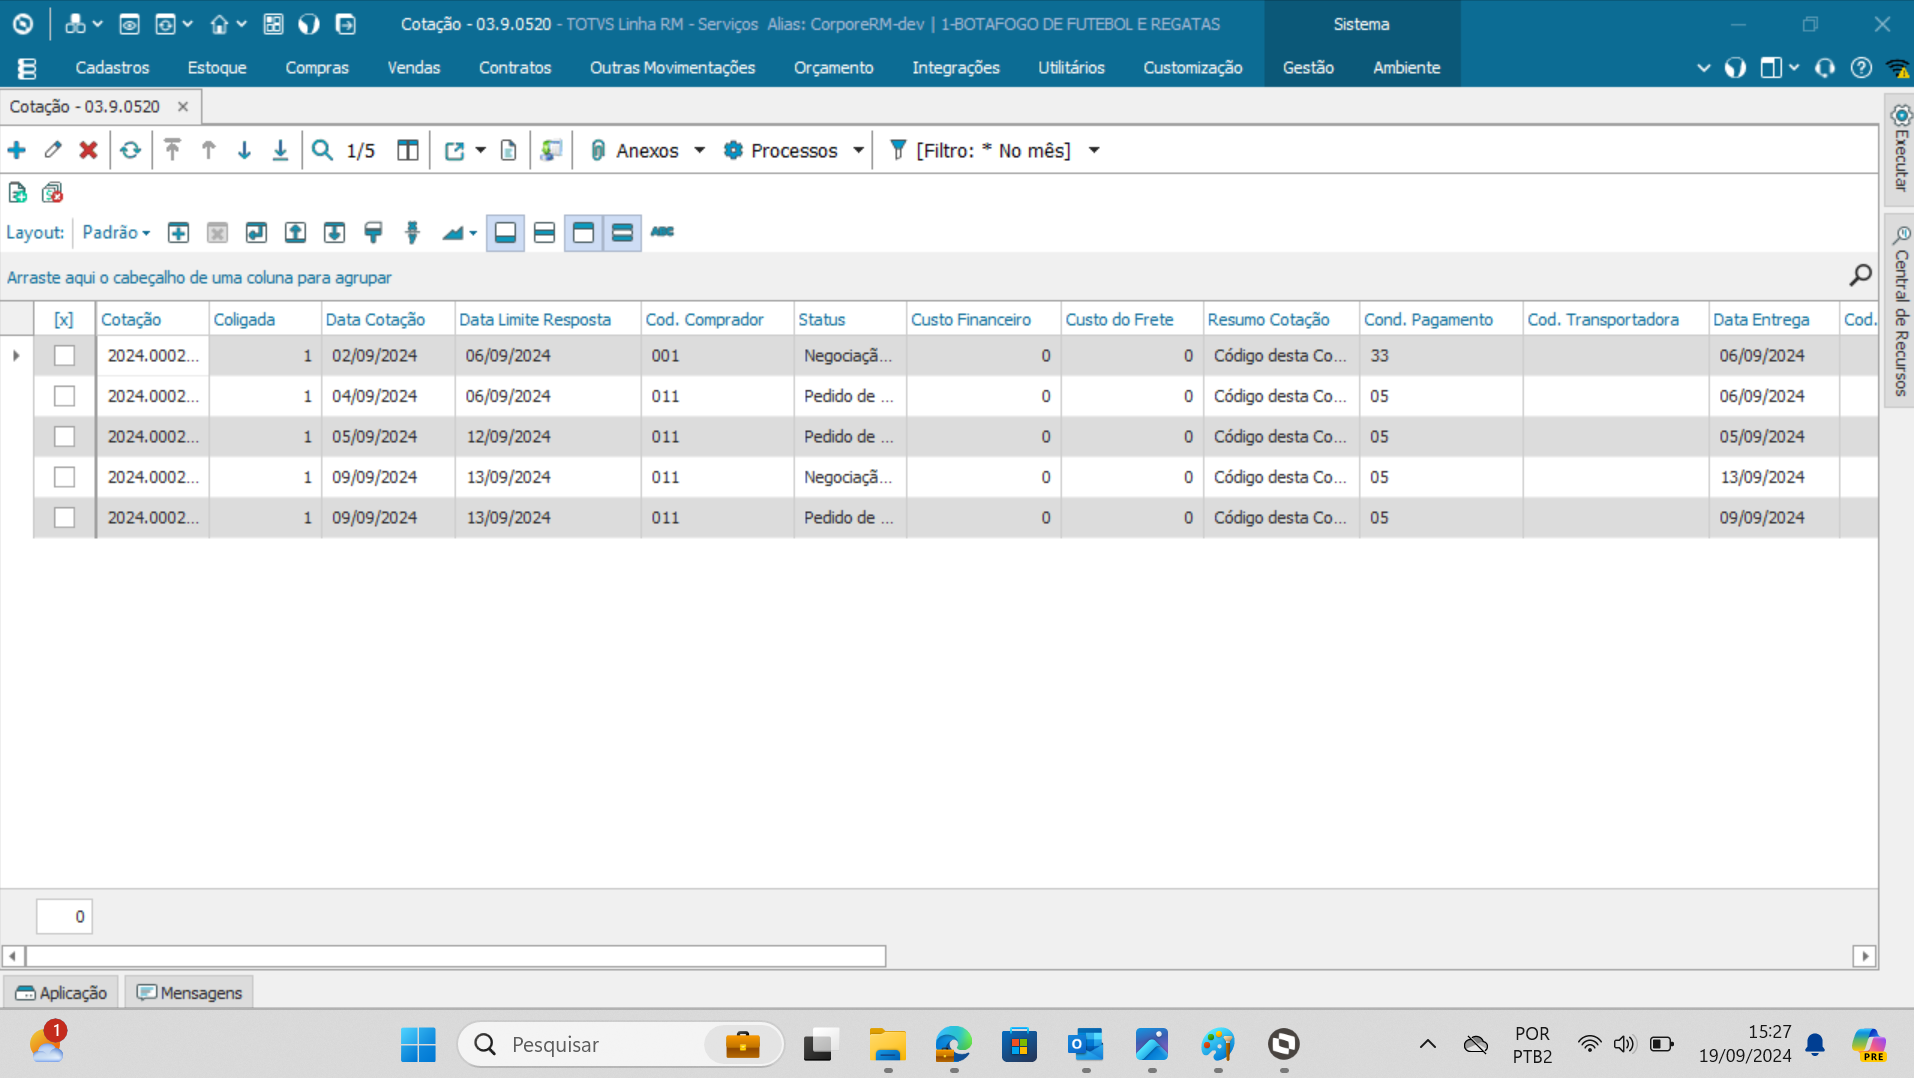 Cotação - 03.9.0520 - TOTVS Linha RM - Serviços Alias: CorporeRM-dev | 1-BOTAFOGO DE FUTEBOL E REGATAS Sistema
Cadastros Estoque Compras Vendas Contratos Outras Movimentações Orçamento Integrações Utilitários Customização Gestão Ambiente
Cotação - 03.9.0520
1/5 Anexos Processos [Filtro: * No mês]
Layout: Padrão ABC
Arraste aqui o cabeçalho de uma coluna para agrupar
[x] Cotação Coligada Data Cotação Data Limite Resposta Cod. Comprador Status Custo Financeiro Custo do Frete Resumo Cotação Cond. Pagamento Cod. Transportadora Data Entrega Cod.
2024.0002... 1 02/09/2024 06/09/2024 001 Negociaçã... 0 0 Código desta Co... 33 06/09/2024
2024.0002... 1 04/09/2024 06/09/2024 011 Pedido de ... 0 0 Código desta Co... 05 06/09/2024
2024.0002... 1 05/09/2024 12/09/2024 011 Pedido de ... 0 0 Código desta Co... 05 05/09/2024
2024.0002... 1 09/09/2024 13/09/2024 011 Negociaçã... 0 0 Código desta Co... 05 13/09/2024
2024.0002... 1 09/09/2024 13/09/2024 011 Pedido de ... 0 0 Código desta Co... 05 09/09/2024
0
Executar
Central de Recursos
Aplicação Mensagens
1
Pesquisar
POR
PTB2
15:27
19/09/2024
PRE